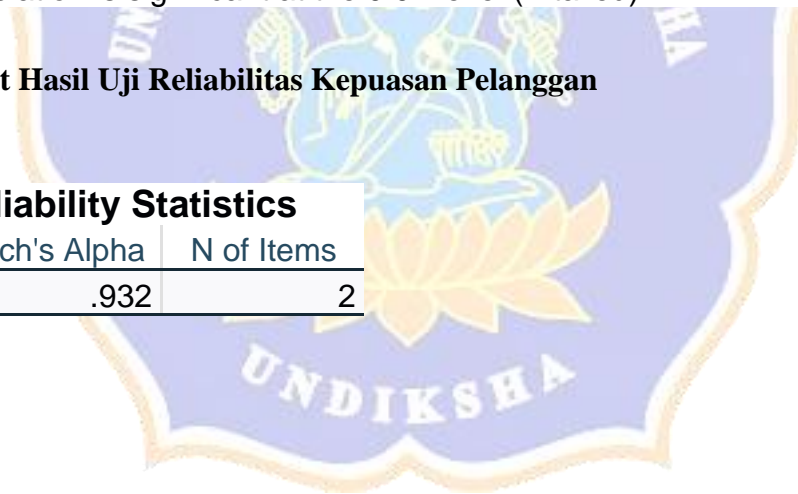 t Hasil Uji Reliabilitas Kepuasan Pelanggan
liability Statistics
ch's Alpha N of Items
.932 2
UNDIKSHA